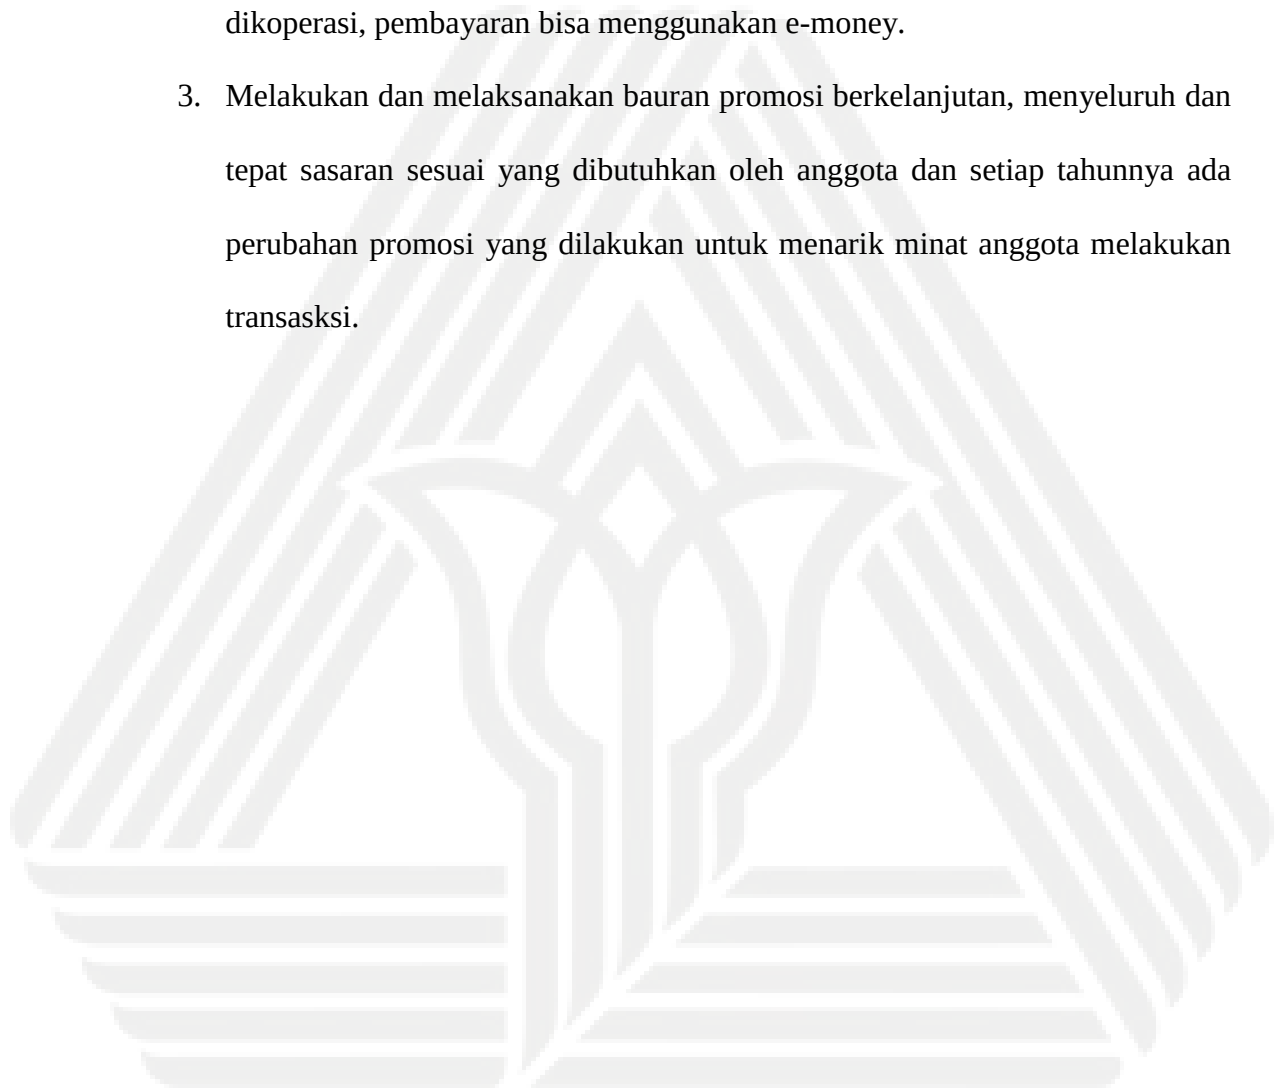 dikoperasi, pembayaran bisa menggunakan e-money.
3. Melakukan dan melaksanakan bauran promosi berkelanjutan, menyeluruh dan
tepat sasaran sesuai yang dibutuhkan oleh anggota dan setiap tahunnya ada
perubahan promosi yang dilakukan untuk menarik minat anggota melakukan
transasksi.